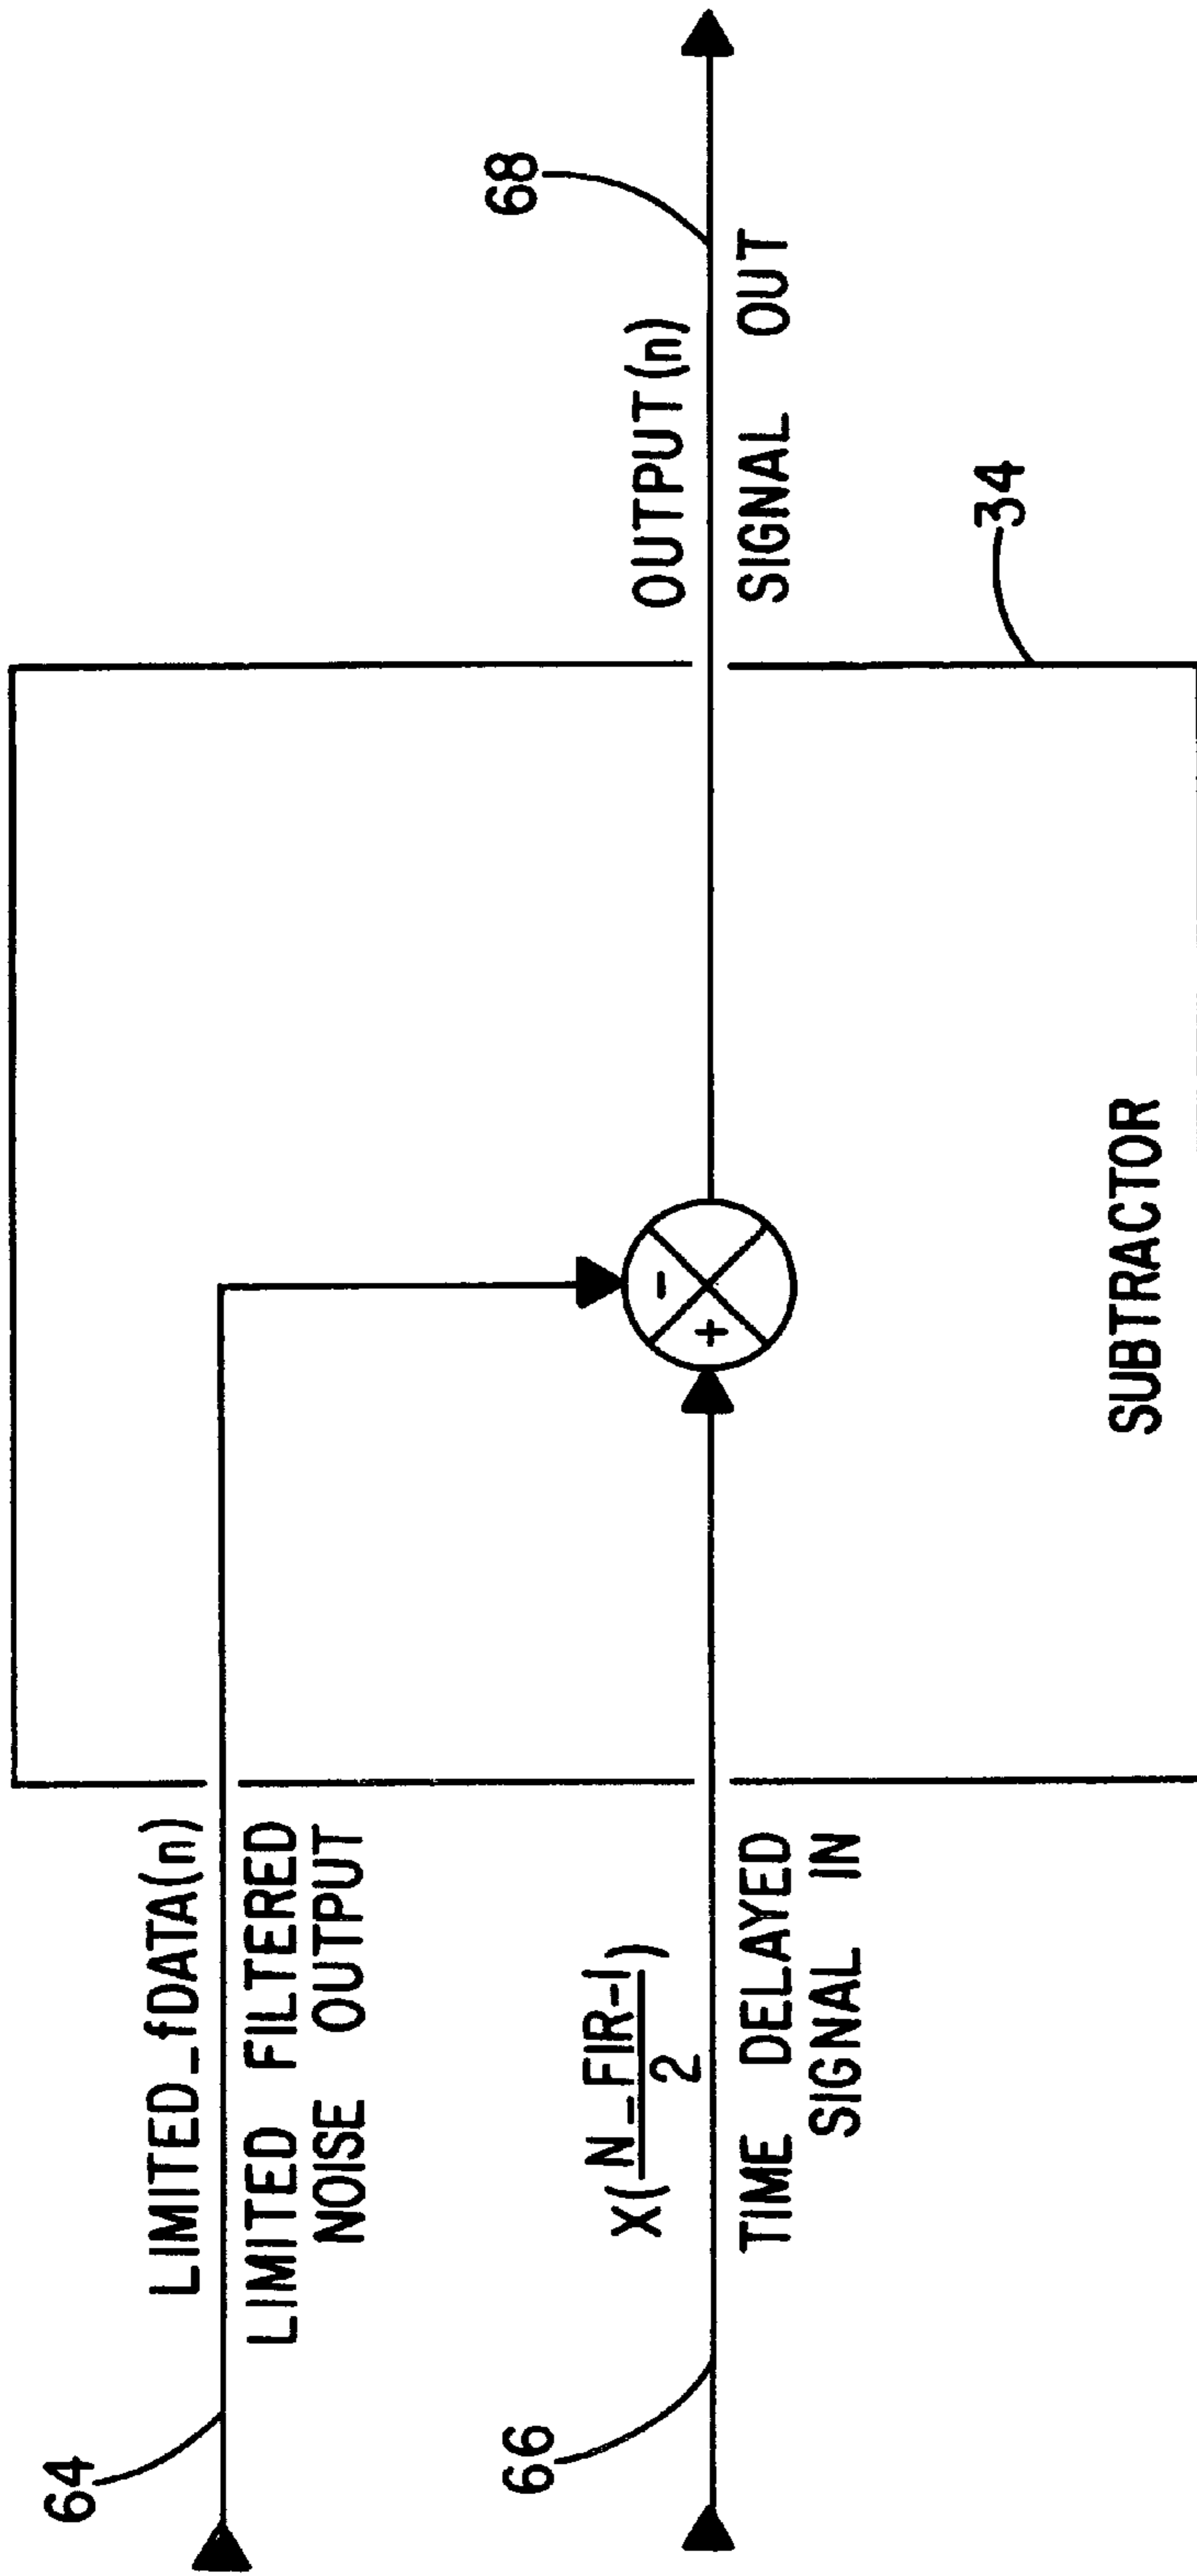 64
LIMITED_fDATA(n)
LIMITED FILTERED
NOISE OUTPUT
66
X(N_FIR-1/2)
TIME DELAYED
SIGNAL IN
-
+
SUBTRACTOR
34
OUTPUT(n)
SIGNAL OUT
68